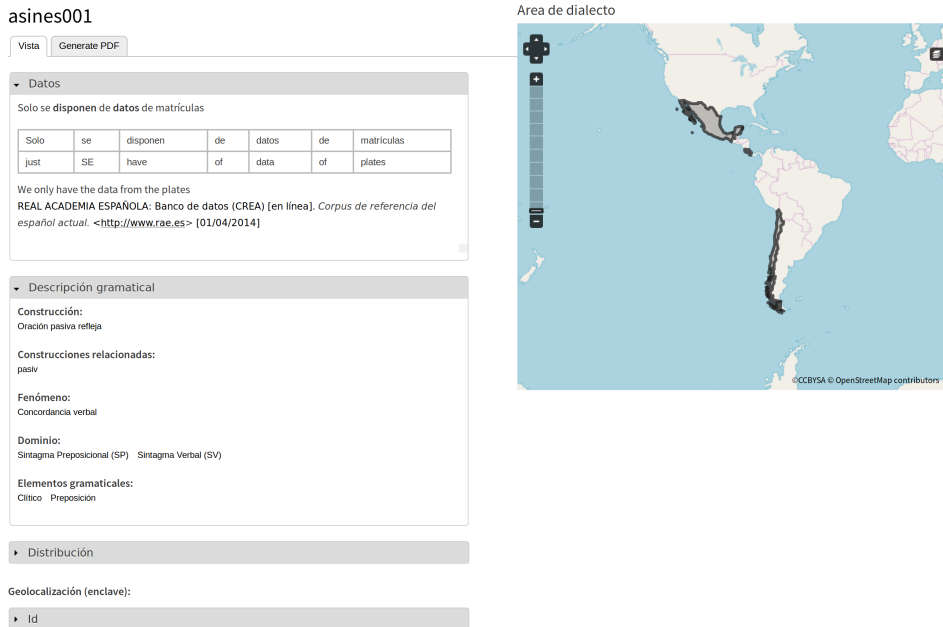 asines001
Vista Generate PDF
Datos
Solo se disponen de datos de matrículas
Solo se disponen de datos de matrículas
just SE have of data of plates
We only have the data from the plates
REAL ACADEMIA ESPAÑOLA: Banco de datos (CREA) [en línea]. Corpus de referencia del
español actual. <http://www.rae.es> [01/04/2014]
Descripción gramatical
Construcción:
Oración pasiva refleja
Construcciones relacionadas:
pasiv
Fenómeno:
Concordancia verbal
Dominio:
Sintagma Preposicional (SP) Sintagma Verbal (SV)
Elementos gramaticales:
Clítico Preposición
Distribución
Geolocalización (enclave):
Id
Area de dialecto
©CCBYSA © OpenStreetMap contributors